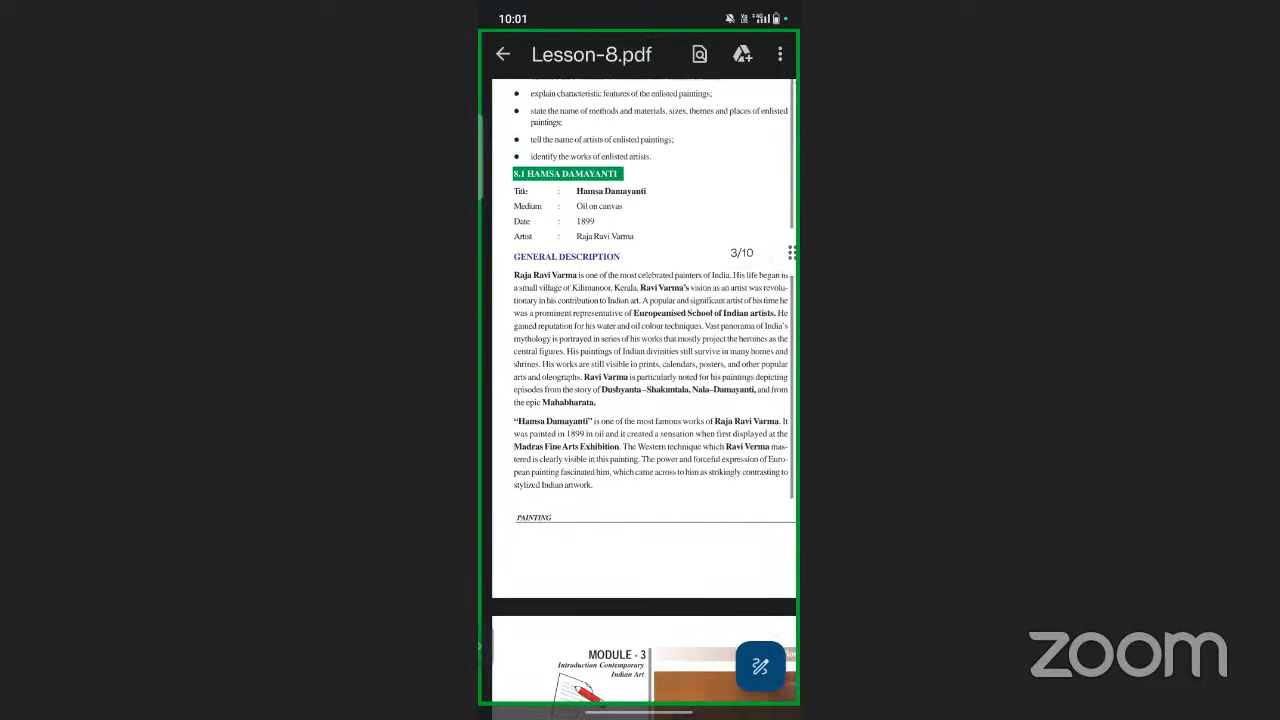 10:01
Lesson-8.pdf
explain characteristic features of the enlisted paintings;
state the name of methods and materials, sizes, themes and places of enlisted
paintings;
tell the name of artists of enlisted paintings;
identify the works of enlisted artists.
8.1 HAMSA DAMAYANTI
Title : Hamsa Damayanti
Medium : Oil on canvas
Date : 1899
Artist : Raja Ravi Varma
3/10
GENERAL DESCRIPTION
Raja Ravi Varma is one of the most celebrated painters of India. His life began in
a small village of Kilimanoor, Kerala. Ravi Varma's vision as an artist was revolu-
tionary in his contribution to Indian art. A popular and significant artist of his time he
was a prominent representative of Europeanised School of Indian artists. He
gained reputation for his water and oil colour techniques. Vast panorama of India's
mythology is portrayed in series of his works that mostly project the heroines as the
central figures. His paintings of Indian divinities still survive in many homes and
shrines. His works are still visible in prints, calendars, posters, and other popular
arts and oleographs. Ravi Varma is particularly noted for his paintings depicting
episodes from the story of Dushyanta –Shakuntala, Nala–Damayanti, and from
the epic Mahabharata.
“Hamsa Damayanti” is one of the most famous works of Raja Ravi Varma. It
was painted in 1899 in oil and it created a sensation when first displayed at the
Madras Fine Arts Exhibition. The Western technique which Ravi Verma mas-
tered is clearly visible in this painting. The power and forceful expression of Euro-
pean painting fascinated him, which came across to him as strikingly contrasting to
stylized Indian artwork.
PAINTING
MODULE - 3
Introduction Contemporary
Indian Art
zoom